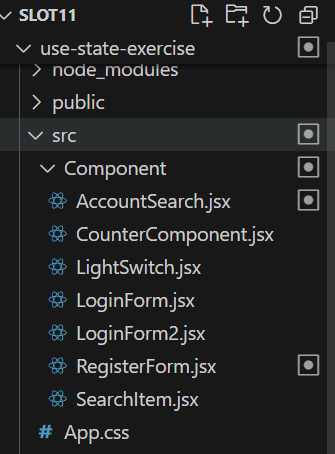 SLOT11
use-state-exercise
node_modules
public
src
Component
AccountSearch.jsx
CounterComponent.jsx
LightSwitch.jsx
LoginForm.jsx
LoginForm2.jsx
RegisterForm.jsx
SearchItem.jsx
# App.css